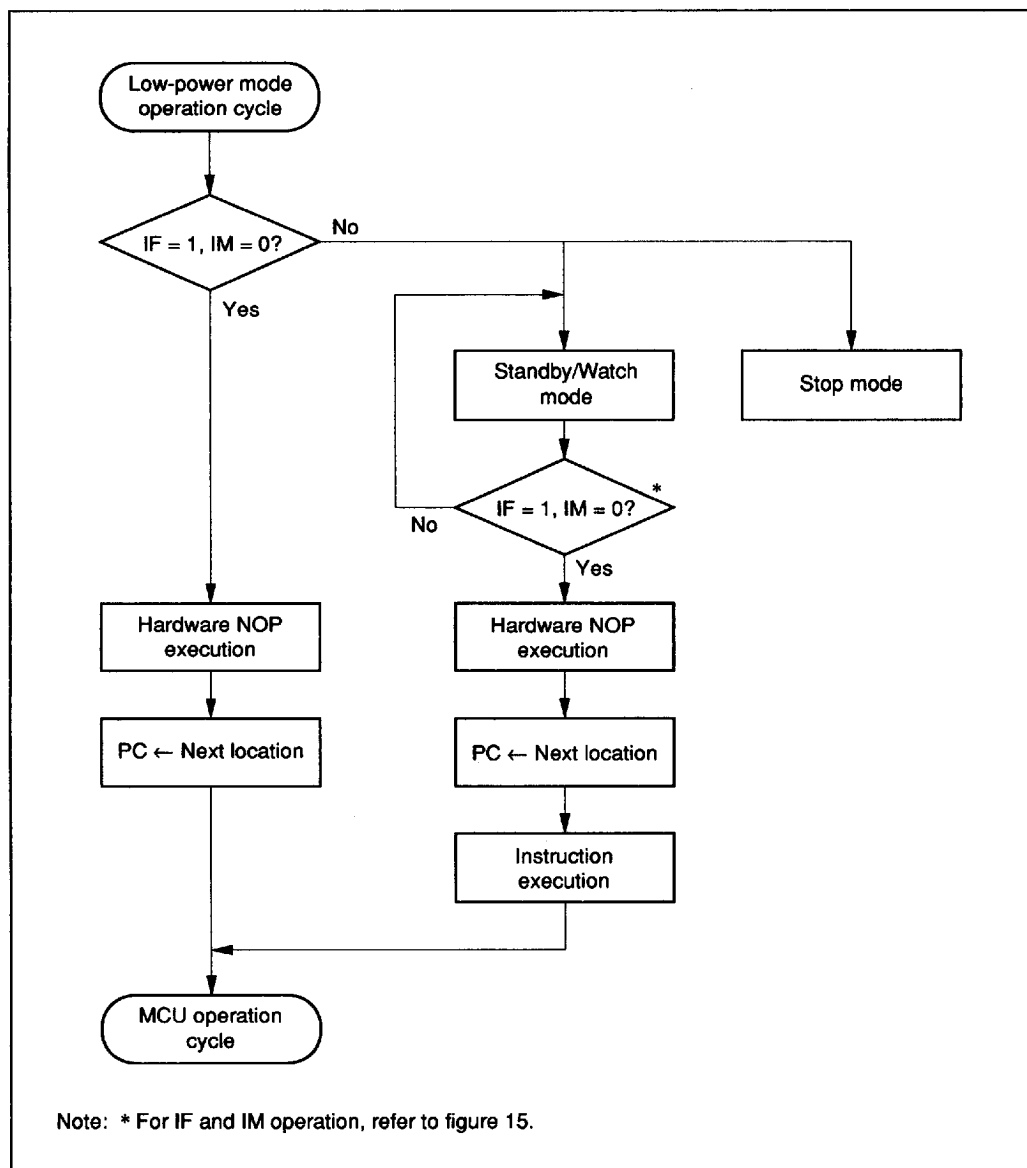 Low-power mode
operation cycle
IF = 1, IM = 0?
No
Yes
Standby/Watch
mode
Stop mode
*
IF = 1, IM = 0?
No
Yes
Hardware NOP
execution
Hardware NOP
execution
PC ← Next location
PC ← Next location
Instruction
execution
MCU operation
cycle
Note: * For IF and IM operation, refer to figure 15.